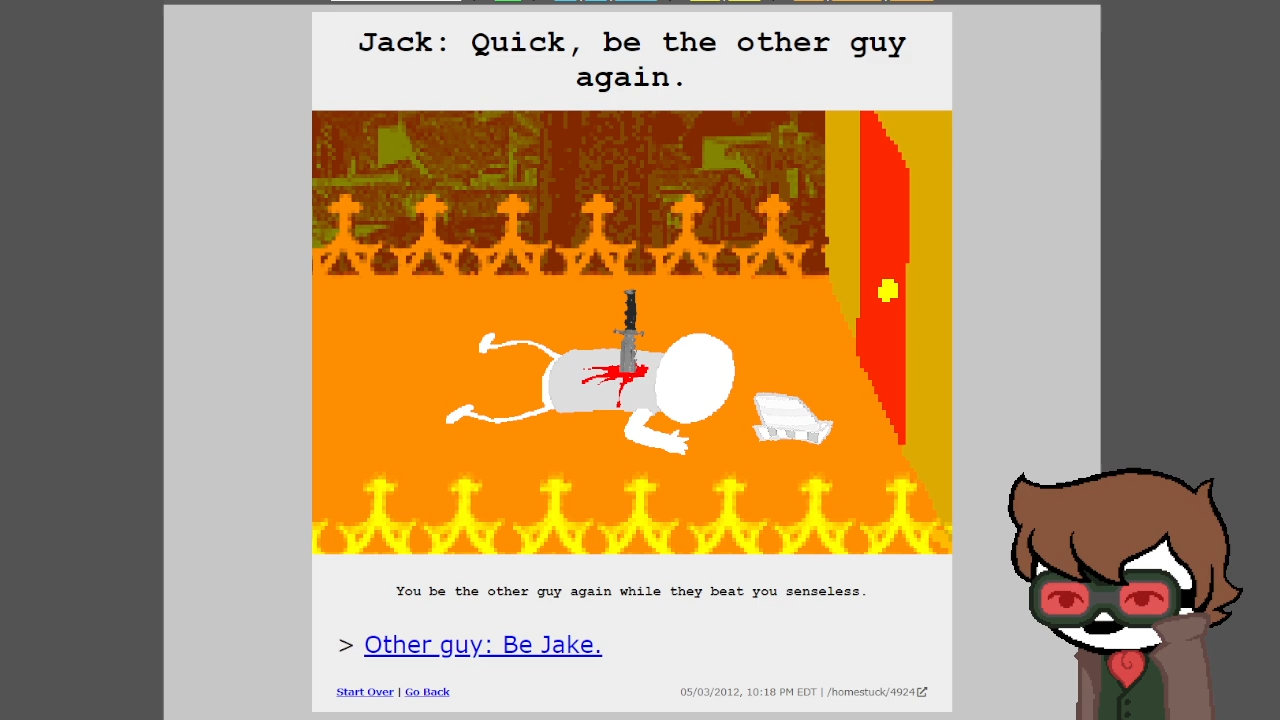 Jack: Quick, be the other guy
again.
You be the other guy again while they beat you senseless.
> Other guy: Be Jake.
Start Over | Go Back
05/03/2012, 10:18 PM EDT | /homestuck/4924